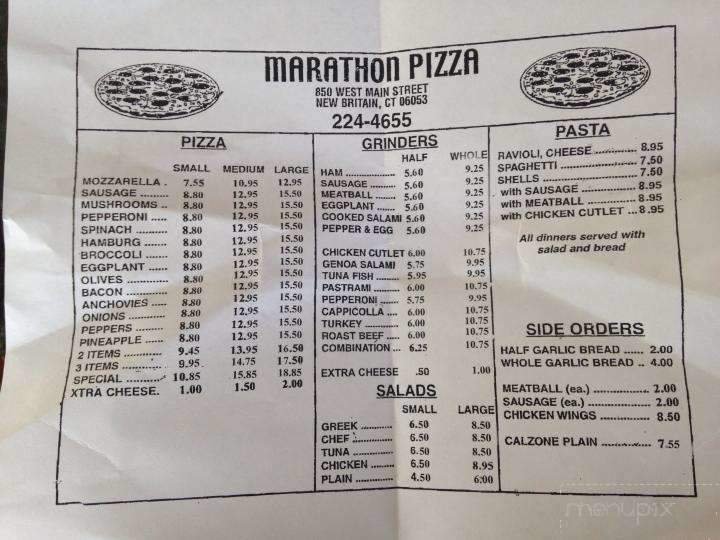 MARATHON PIZZA
850 WEST MAIN STREET
NEW BRITAIN, CT 06053
224-4655
PIZZA
SMALL MEDIUM LARGE
MOZZARELLA . 7.55 10.95 12.95
SAUSAGE ...... 8.80 12.95 15.50
MUSHROOMS .. 8.80 12.95 15.50
PEPPERONI ..... 8.80 12.95 15.50
SPINACH ......... 8.80 12.95 15.50
HAMBURG ...... 8.80 12.95 15.50
BROCCOLI ...... 8.80 12.95 15.50
EGGPLANT ...... 8.80 12.95 15.50
OLIVES ........... 8.80 12.95 15.50
BACON ........... 8.80 12.95 15.50
ANCHOVIES ..... 8.80 12.95 15.50
ONIONS .......... 8.80 12.95 15.50
PEPPERS ........ 8.80 12.95 15.50
PINEAPPLE ..... 8.80 12.95 15.50
2 ITEMS .......... 9.45 13.95 16.50
3 ITEMS .......... 9.95 14.75 17.50
SPECIAL .......... 10.85 15.85 18.85
XTRA CHEESE. 1.00 1.50 2.00
GRINDERS
HALF WHOLE
HAM ............... 5.60 9.25
SAUSAGE ....... 5.60 9.25
MEATBALL ...... 5.60 9.25
EGGPLANT ...... 5.60 9.25
COOKED SALAMI 5.60 9.25
PEPPER & EGG 5.60 9.25
CHICKEN CUTLET 6.00 10.75
GENOA SALAMI 5.75 9.95
TUNA FISH ....... 5.95 9.95
PASTRAMI ....... 6.00 10.75
PEPPERONI ..... 5.75 9.95
CAPPICOLLA .... 6.00 10.75
TURKEY .......... 6.00 10.75
ROAST BEEF .... 6.00 10.75
COMBINATION ... 6.25 10.75
EXTRA CHEESE .50 1.00
SALADS
SMALL LARGE
GREEK ............ 6.50 8.50
CHEF .............. 6.50 8.50
TUNA .............. 6.50 8.50
CHICKEN ......... 6.50 8.95
PLAIN ............. 4.50 6.00
PASTA
RAVIOLI, CHEESE ............ 8.95
SPAGHETTI .................... 7.50
SHELLS ......................... 7.50
with SAUSAGE ............... 8.95
with MEATBALL .............. 8.95
with CHICKEN CUTLET ... 8.95
All dinners served with
salad and bread
SIDE ORDERS
HALF GARLIC BREAD ...... 2.00
WHOLE GARLIC BREAD .. 4.00
MEATBALL (ea.) ............... 2.00
SAUSAGE (ea.) ................ 2.00
CHICKEN WINGS ............. 8.50
CALZONE PLAIN ............. 7.55
menupix